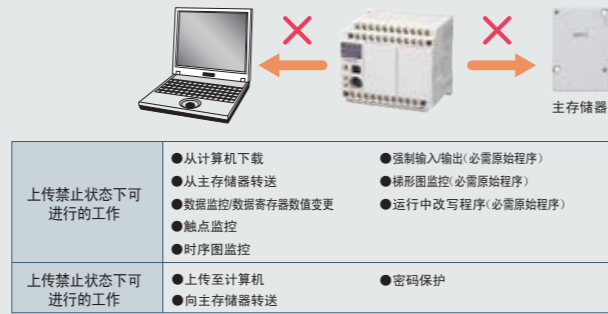 主存储器
上传禁止状态下可
进行的工作
●从计算机下载
●从主存储器转送
●数据监控/数据寄存器数值变更
●触点监控
●时序图监控
●强制输入/输出(必需原始程序)
●梯形图监控(必需原始程序)
●运行中改写程序(必需原始程序)
上传禁止状态下可
进行的工作
●上传至计算机
●向主存储器转送
●密码保护